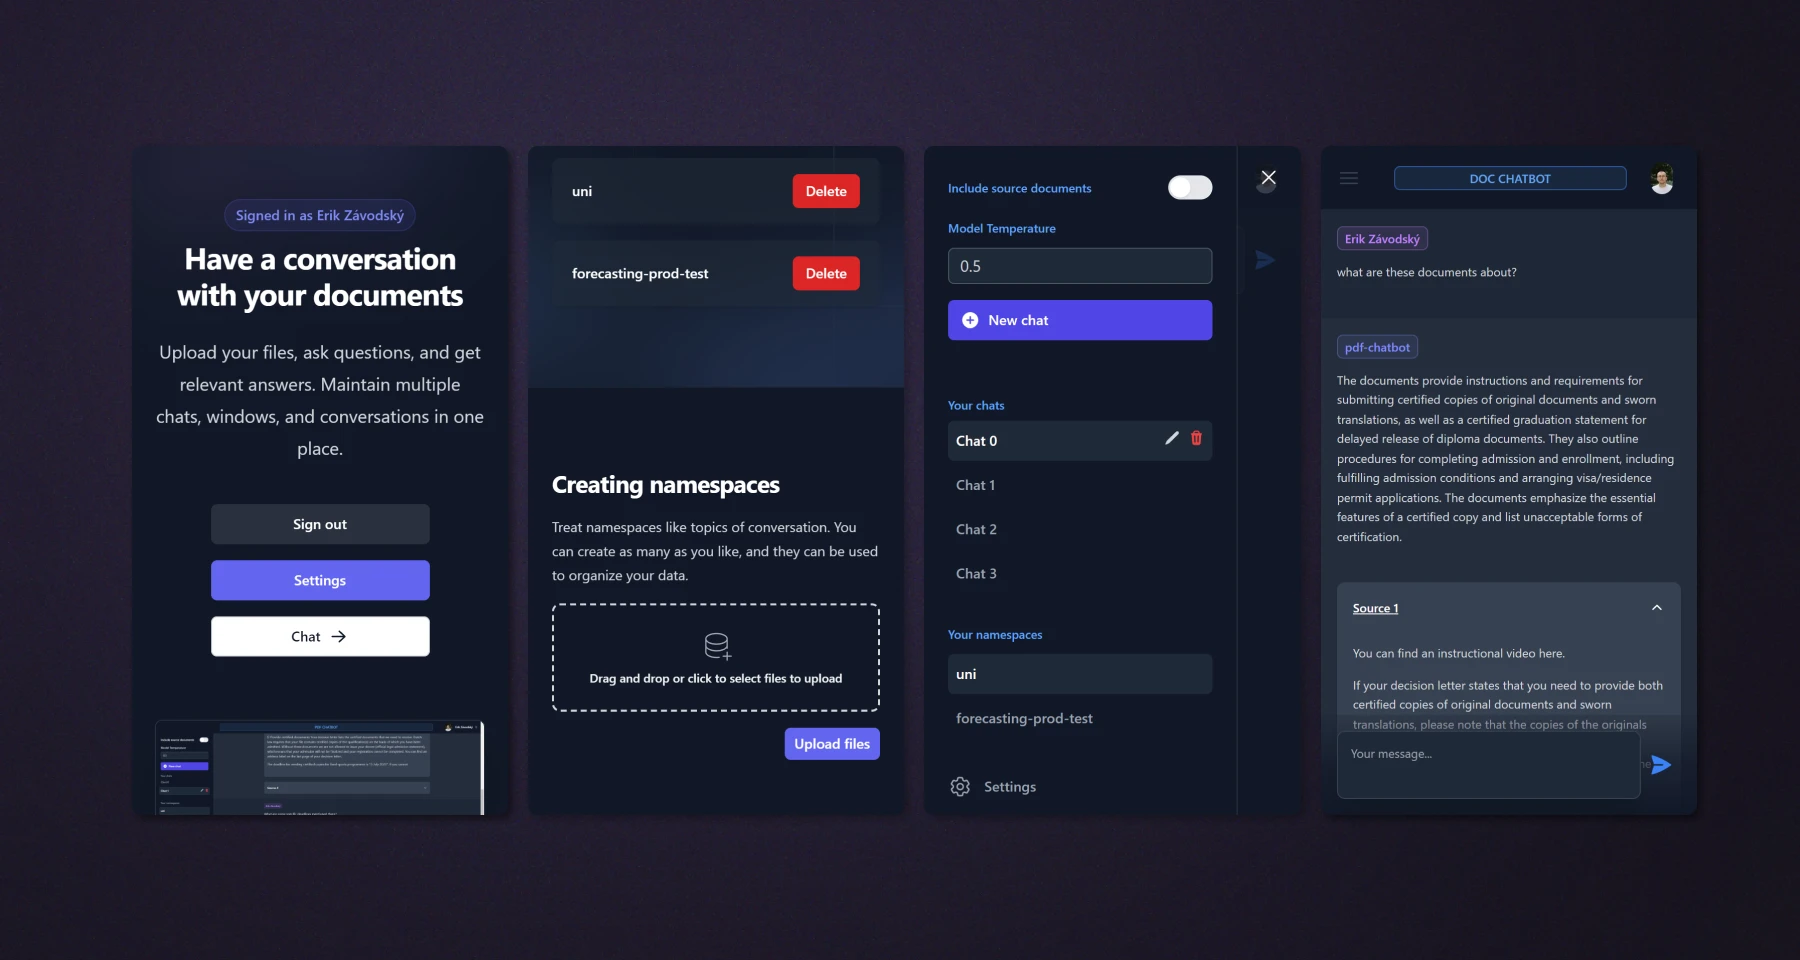 Signed in as Erik Závodský
Have a conversation
with your documents
Upload your files, ask questions, and get
relevant answers. Maintain multiple
chats, windows, and conversations in one
place.
Sign out
Settings
Chat
uni
Delete
forecasting-prod-test
Delete
Creating namespaces
Treat namespaces like topics of conversation. You
can create as many as you like, and they can be used
to organize your data.
Drag and drop or click to select files to upload
Upload files
Include source documents
Model Temperature
0.5
New chat
Your chats
Chat 0
Chat 1
Chat 2
Chat 3
Your namespaces
uni
forecasting-prod-test
Settings
DOC CHATBOT
Erik Závodský
what are these documents about?
pdf-chatbot
The documents provide instructions and requirements for
submitting certified copies of original documents and sworn
translations, as well as a certified graduation statement for
delayed release of diploma documents. They also outline
procedures for completing admission and enrollment, including
fulfilling admission conditions and arranging visa/residence
permit applications. The documents emphasize the essential
features of a certified copy and list unacceptable forms of
certification.
Source 1
You can find an instructional video here.
If your decision letter states that you need to provide both
certified copies of original documents and sworn
translations, please note that the copies of the originals
Your message...